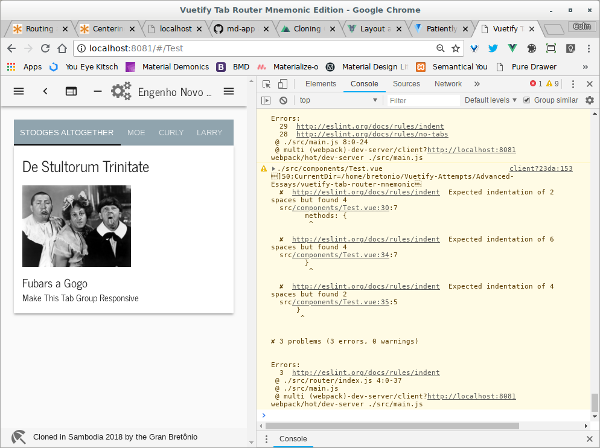 Vuetify Tab Router Mnemonic Edition - Google Chrome
Routing
Centerin
localhost
md-app
Cloning
Layout a
Patiently
Vuetify T
Colin
localhost:8081/#/Test
Apps
You Eye Kitsch
Material Demonics
BMD
Materialize-o
Material Design Li
Semantical You
Pure Drawer
»
Engenho Novo ...
STOOGES ALTOGETHER MOE CURLY LARRY
De Stultorum Trinitate
Fubars a Gogo
Make This Tab Group Responsive
Cloned in Sambodia 2018 by the Gran Bretônio
Elements Console Sources Network » 1 9
top Filter Default levels Group similar
Errors:
29 http://eslint.org/docs/rules/indent
28 http://eslint.org/docs/rules/no-tabs
@ ./src/main.js 8:0-24
@ multi (webpack)-dev-server/client?http://localhost:8081
webpack/hot/dev-server ./src/main.js
./src/components/Test.vue client?23da:153
]50;CurrentDir=/home/bretonio/Vuetify-Attempts/Advanced-
Essays/vuetify-tab-router-mnemonic
✘ http://eslint.org/docs/rules/indent Expected indentation of 2
spaces but found 4
src/components/Test.vue:30:7
methods: {
^
✘ http://eslint.org/docs/rules/indent Expected indentation of 6
spaces but found 4
src/components/Test.vue:34:7
}
^
✘ http://eslint.org/docs/rules/indent Expected indentation of 4
spaces but found 2
src/components/Test.vue:35:5
}
^
✘ 3 problems (3 errors, 0 warnings)
Errors:
3 http://eslint.org/docs/rules/indent
@ ./src/router/index.js 4:0-37
@ ./src/main.js
@ multi (webpack)-dev-server/client?http://localhost:8081
webpack/hot/dev-server ./src/main.js
>
Console